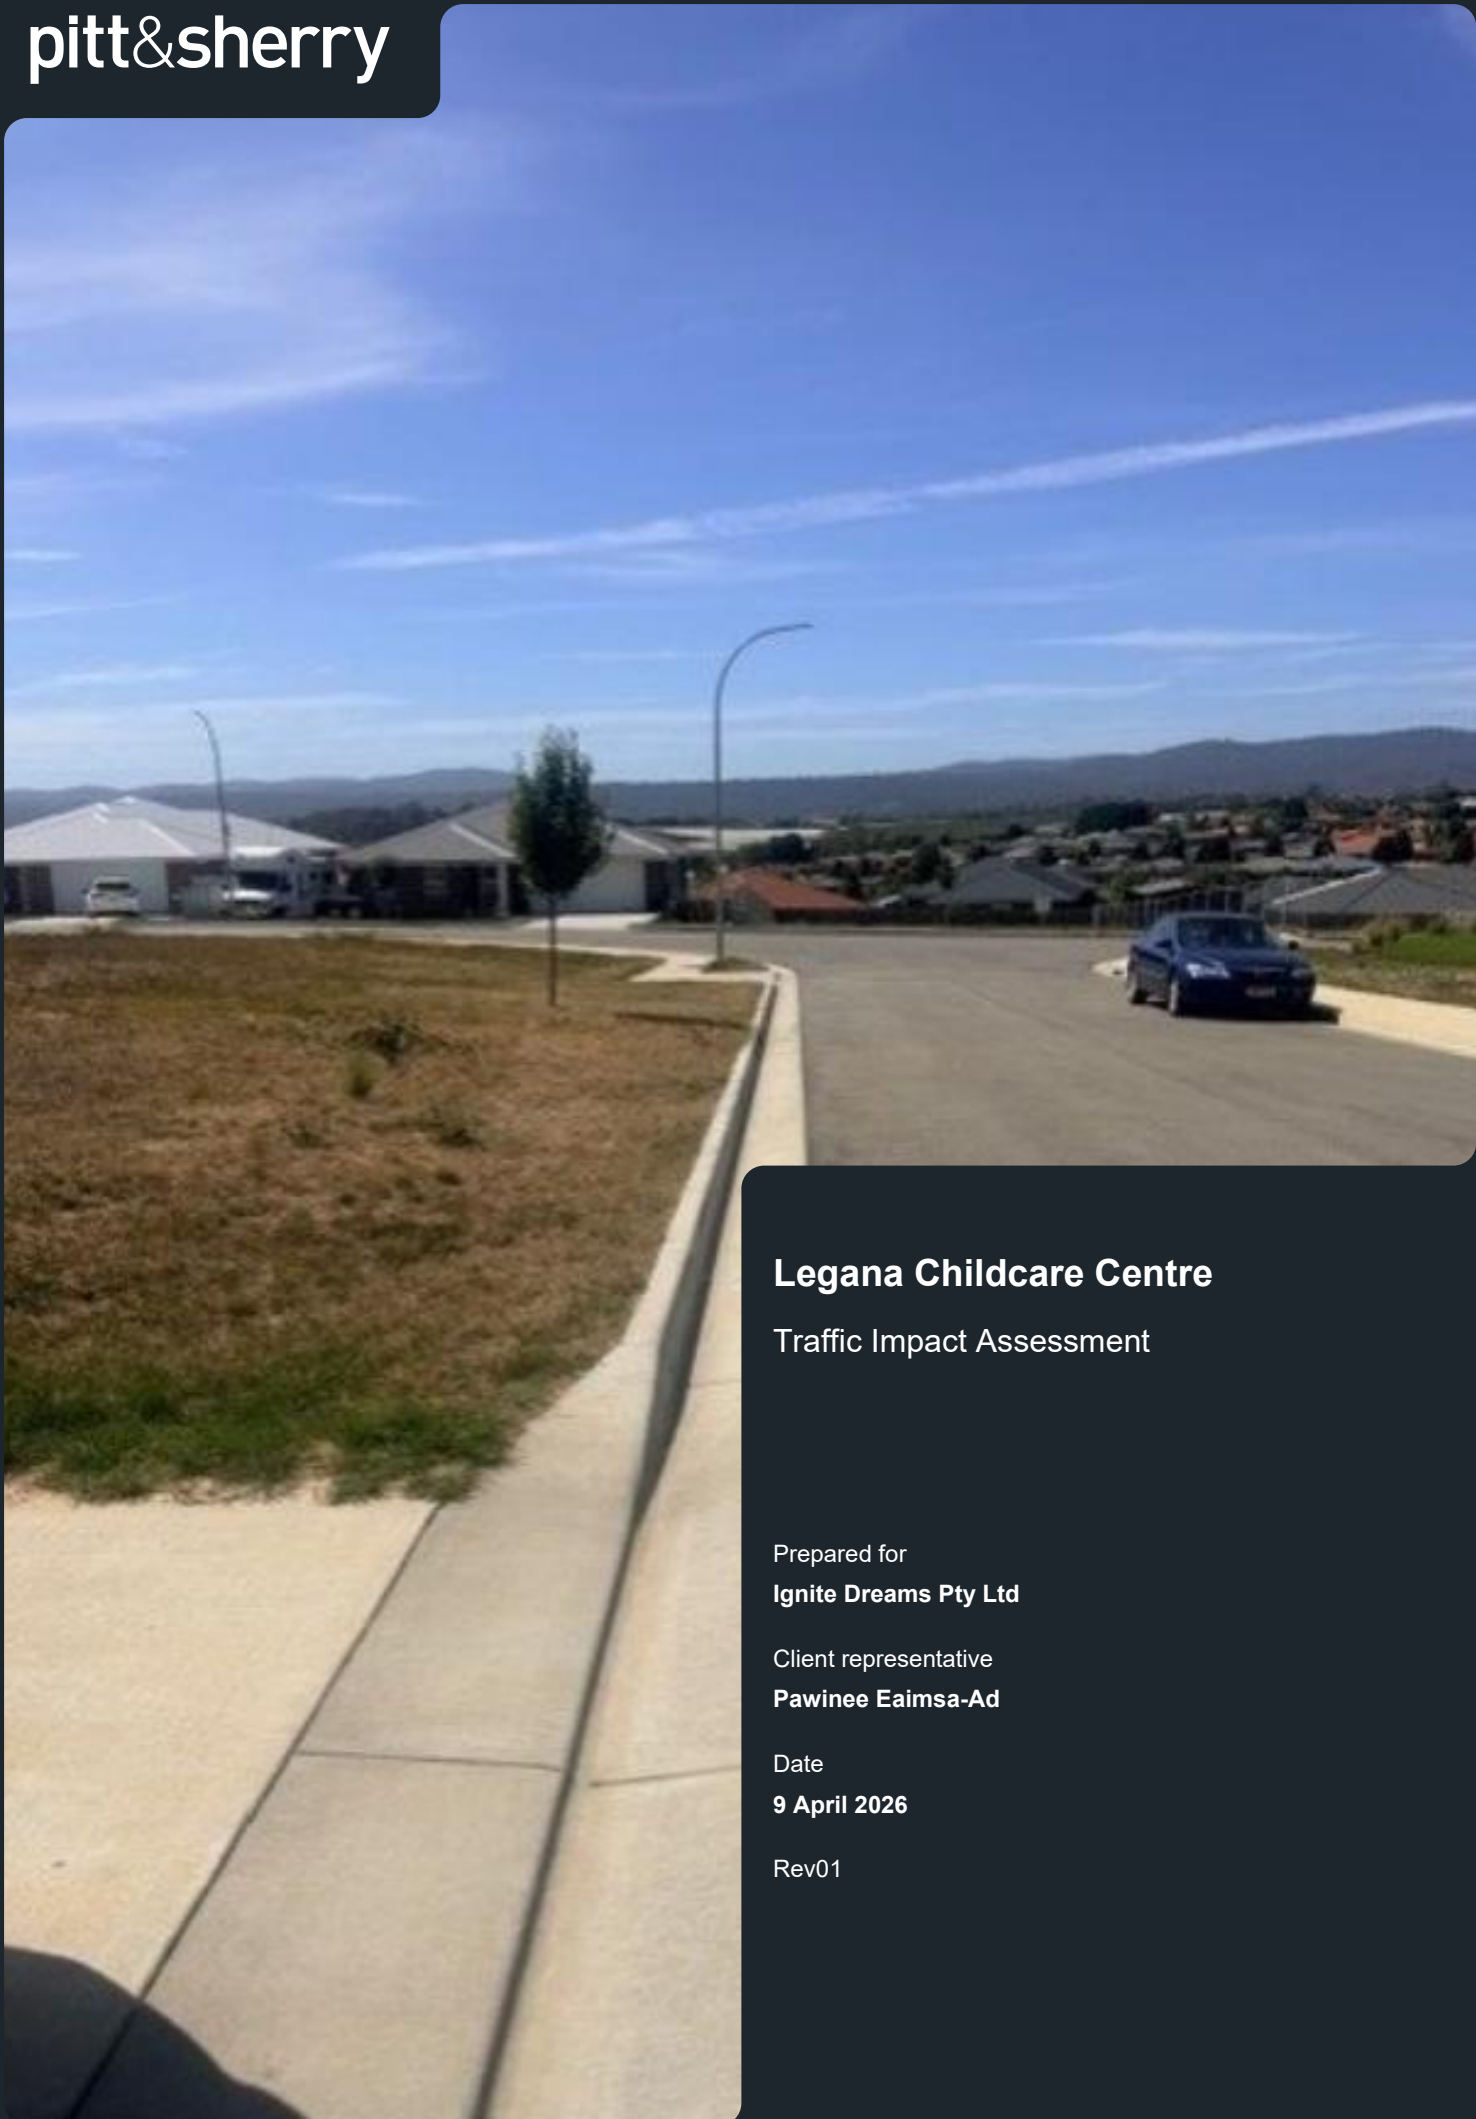 pitt&sherry
Legana Childcare Centre
Traffic Impact Assessment
Prepared for
Ignite Dreams Pty Ltd
Client representative
Pawinee Eaimsa-Ad
Date
9 April 2026
Rev01